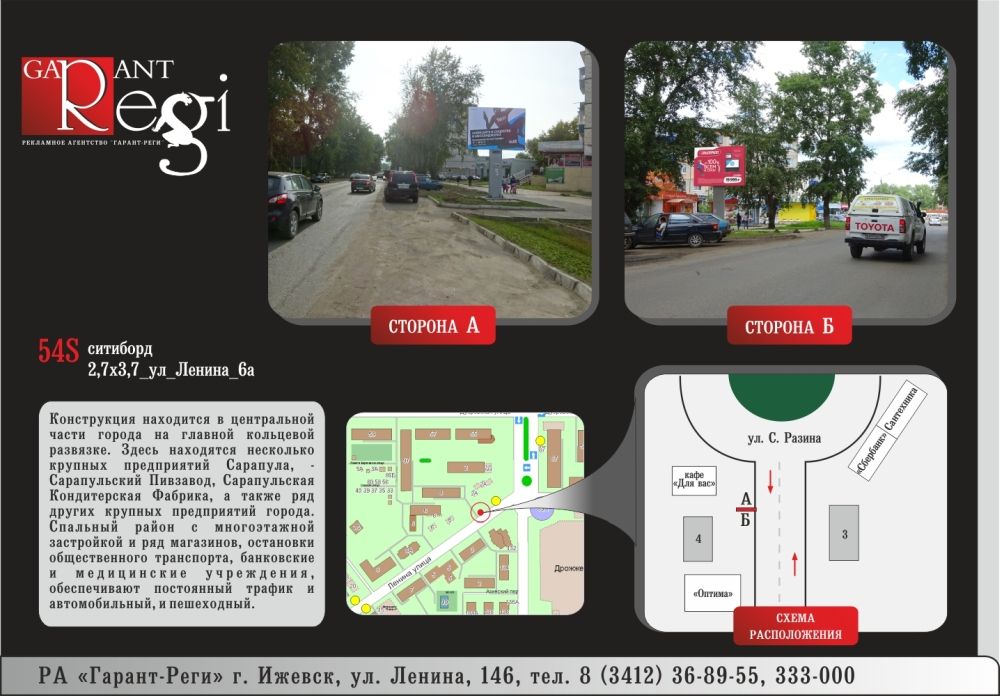 GARANT
Regi
РЕКЛАМНОЕ АГЕНТСТВО "ГАРАНТ-РЕГИ"
TOYOTA
СТОРОНА А
СТОРОНА Б
54S ситиборд
2,7х3,7_ул_Ленина_6а
Конструкция находится в центральной
части города на главной кольцевой
развязке. Здесь находятся несколько
крупных предприятий Сарапула, -
Сарапульский Пивзавод, Сарапульская
Кондитерская Фабрика, а также ряд
других крупных предприятий города.
Спальный район с многоэтажной
застройкой и ряд магазинов, остановки
общественного транспорта, банковские
и медицинские учреждения,
обеспечивают постоянный трафик и
автомобильный, и пешеходный.
Ленина улица
Дрожже
ул. С. Разина
«Сбербанк» Сантехника
кафе
«Для вас»
А
Б
4
3
«Оптима»
СХЕМА
РАСПОЛОЖЕНИЯ
РА «Гарант-Реги» г. Ижевск, ул. Ленина, 146, тел. 8 (3412) 36-89-55, 333-000